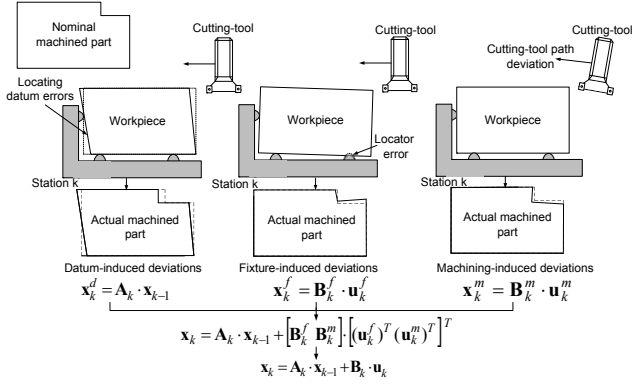 Nominal
machined part
Cutting-tool
Locating
datum errors
Workpiece
Station k
Actual machined
part
Datum-induced deviations
x_k^d = A_k · x_{k-1}
Cutting-tool
Workpiece
Locator
error
Station k
Actual machined
part
Fixture-induced deviations
x_k^f = B_k^f · u_k^f
Cutting-tool
Cutting-tool path
deviation
Workpiece
Station k
Actual machined
part
Machining-induced deviations
x_k^m = B_k^m · u_k^m
x_k = A_k · x_{k-1} + [B_k^f B_k^m] · [(u_k^f)^T (u_k^m)^T]^T
x_k = A_k · x_{k-1} + B_k · u_k